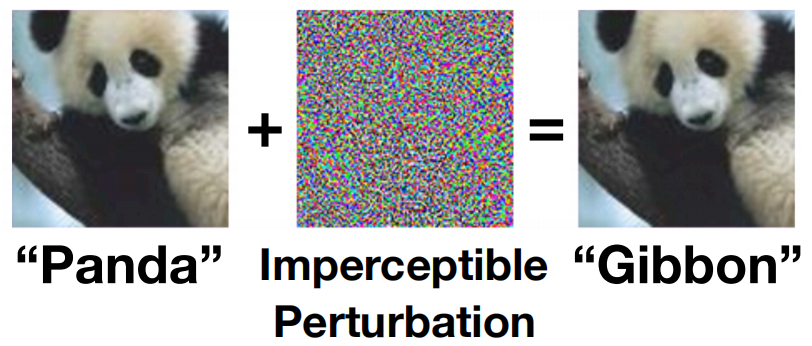 + =
“Panda” Imperceptible “Gibbon”
Perturbation